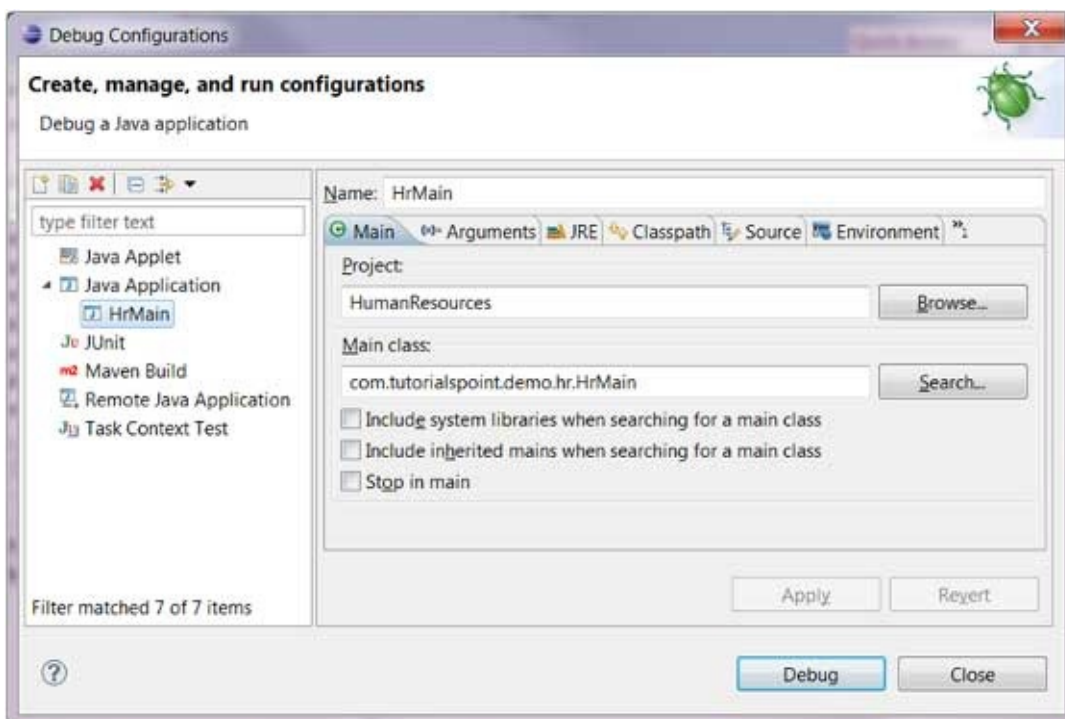 Debug Configurations
Create, manage, and run configurations
Debug a Java application
type filter text
Java Applet
Java Application
HrMain
JUnit
Maven Build
Remote Java Application
Task Context Test
Filter matched 7 of 7 items
Name: HrMain
Main Arguments JRE Classpath Source Environment »1
Project:
HumanResources Browse...
Main class:
com.tutorialspoint.demo.hr.HrMain Search...
Include system libraries when searching for a main class
Include inherited mains when searching for a main class
Stop in main
Apply Revert
Debug Close